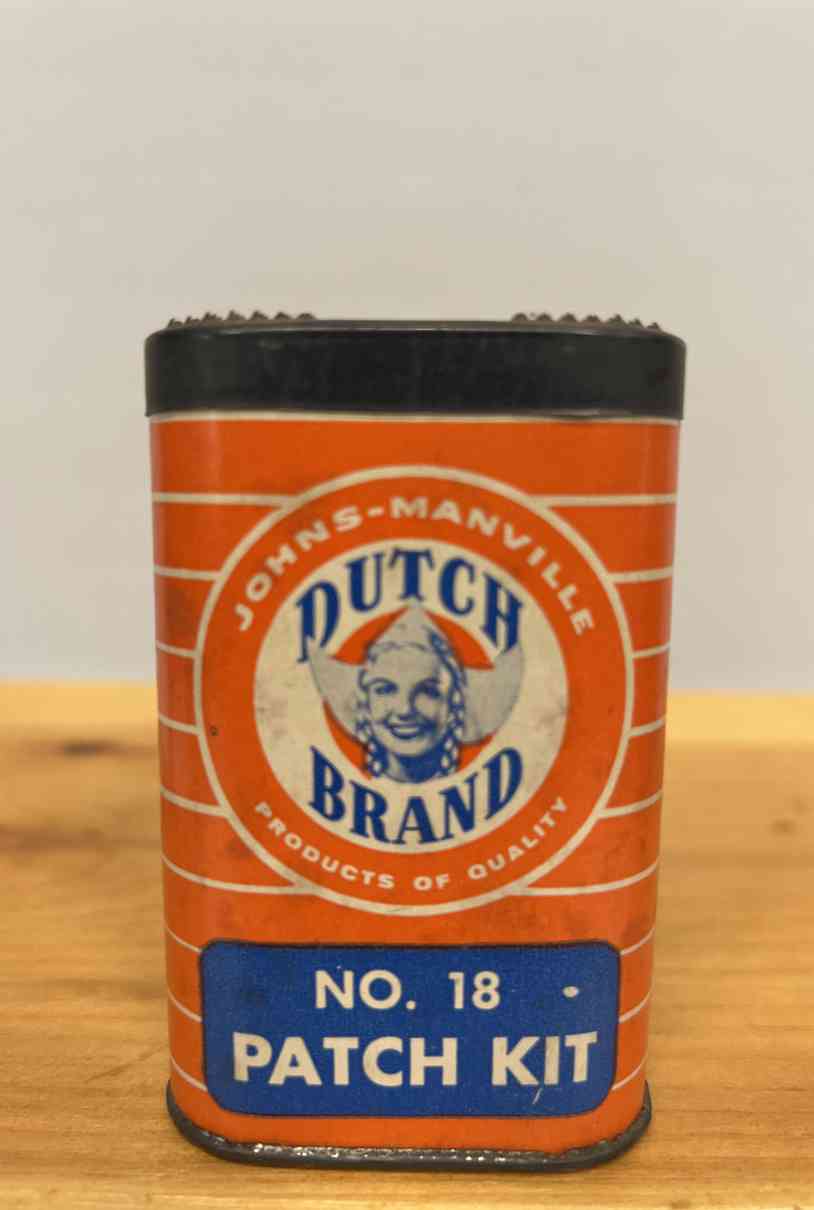 JOHNS-MANVILLE
DUTCH
BRAND
PRODUCTS OF QUALITY
NO. 18
PATCH KIT